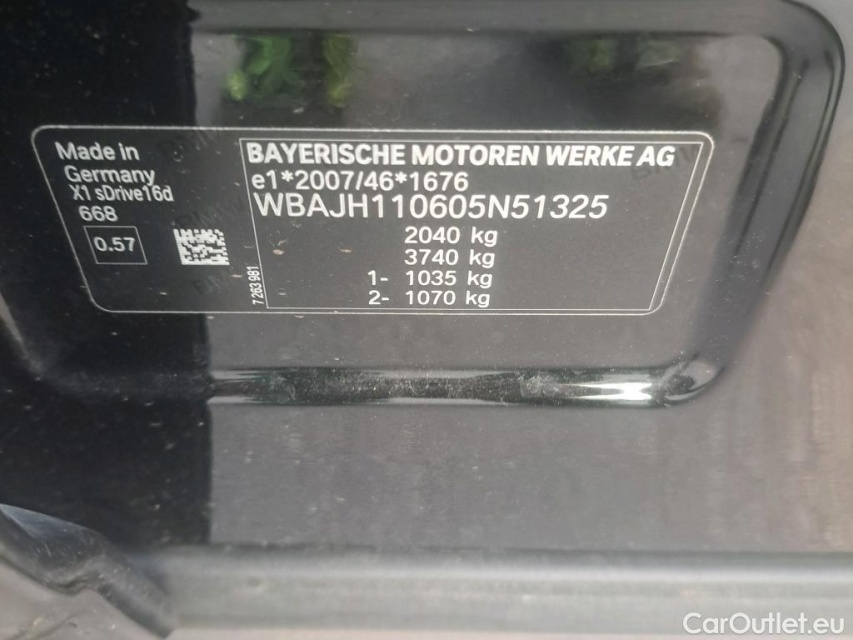 Made in
Germany
X1 sDrive16d
668
0.57
7 263 981
BAYERISCHE MOTOREN WERKE AG
e1*2007/46*1676
WBAJH110605N51325
2040 kg
3740 kg
1- 1035 kg
2- 1070 kg
CarOutlet.eu